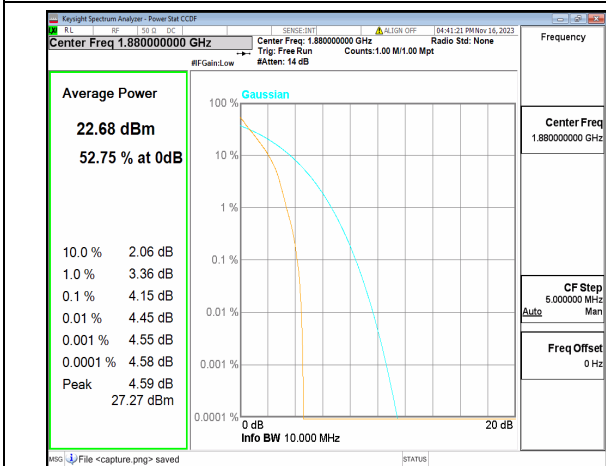 Keysight Spectrum Analyzer - Power Stat CCDF
RL RF 50 Ω DC SENSE:INT ALIGN OFF 04:41:21 PM Nov 16, 2023
Center Freq 1.880000000 GHz
Center Freq: 1.880000000 GHz Radio Std: None
Trig: Free Run Counts:1.00 M/1.00 Mpt
#IFGain:Low #Atten: 14 dB
Frequency
Center Freq
1.880000000 GHz
CF Step
5.000000 MHz
Auto Man
Freq Offset
0 Hz
Average Power
22.68 dBm
52.75 % at 0dB
10.0 % 2.06 dB
1.0 % 3.36 dB
0.1 % 4.15 dB
0.01 % 4.45 dB
0.001 % 4.55 dB
0.0001 % 4.58 dB
Peak 4.59 dB
27.27 dBm
Gaussian
100 %
10 %
1 %
0.1 %
0.01 %
0.001 %
0.0001 %
0 dB 20 dB
Info BW 10.000 MHz
MSG File <capture.png> saved STATUS